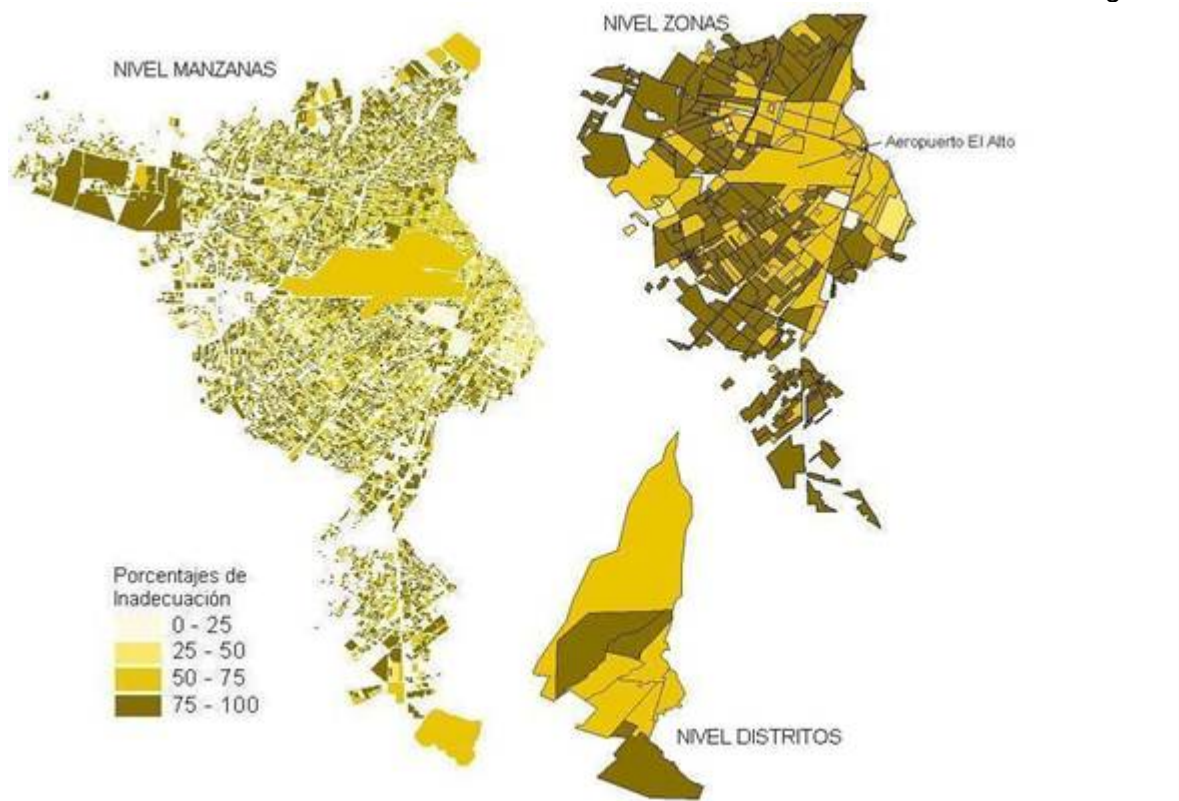 NIVEL ZONAS
NIVEL MANZANAS
Aeropuerto El Alto
Porcentajes de
Inadecuación
0 - 25
25 - 50
50 - 75
75 - 100
NIVEL DISTRITOS